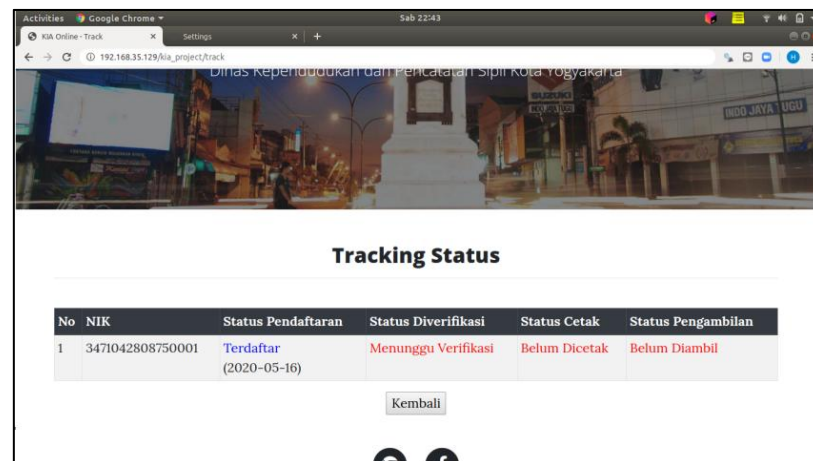 Activities Google Chrome Sab 22:43
KIA Online - Track Settings
192.168.35.129/kia_project/track
Dinas Kependudukan dan Pencatatan Sipil Kota Yogyakarta
SUZUKI
INDO JAYA TUGU
Tracking Status
No NIK Status Pendaftaran Status Diverifikasi Status Cetak Status Pengambilan
1 3471042808750001 Terdaftar Menunggu Verifikasi Belum Dicetak Belum Diambil
(2020-05-16)
Kembali